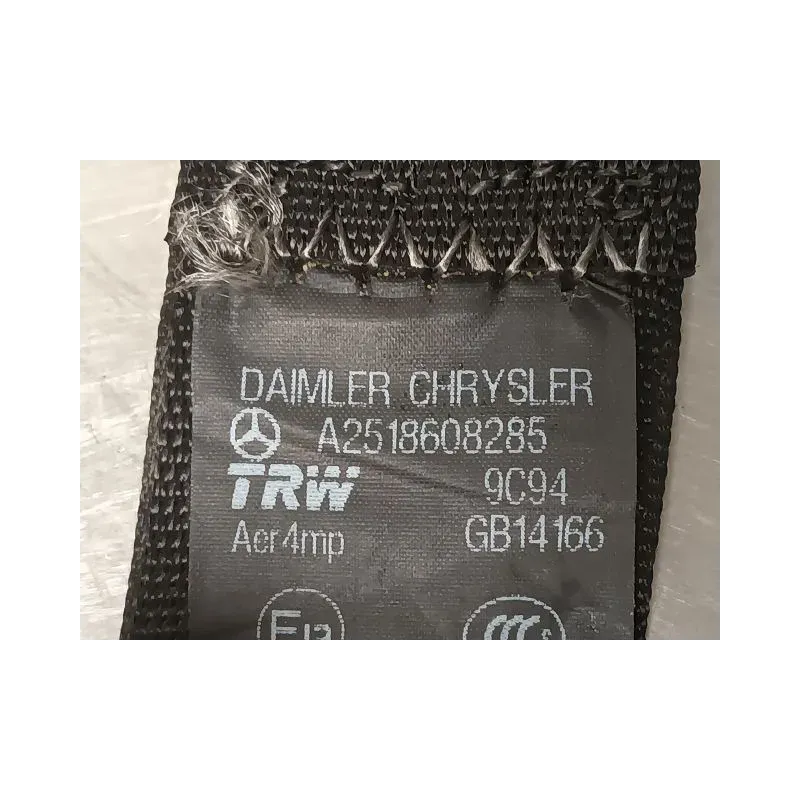 DAIMLER CHRYSLER
A2518608285
TRW 9C94
Acr4mp GB14166